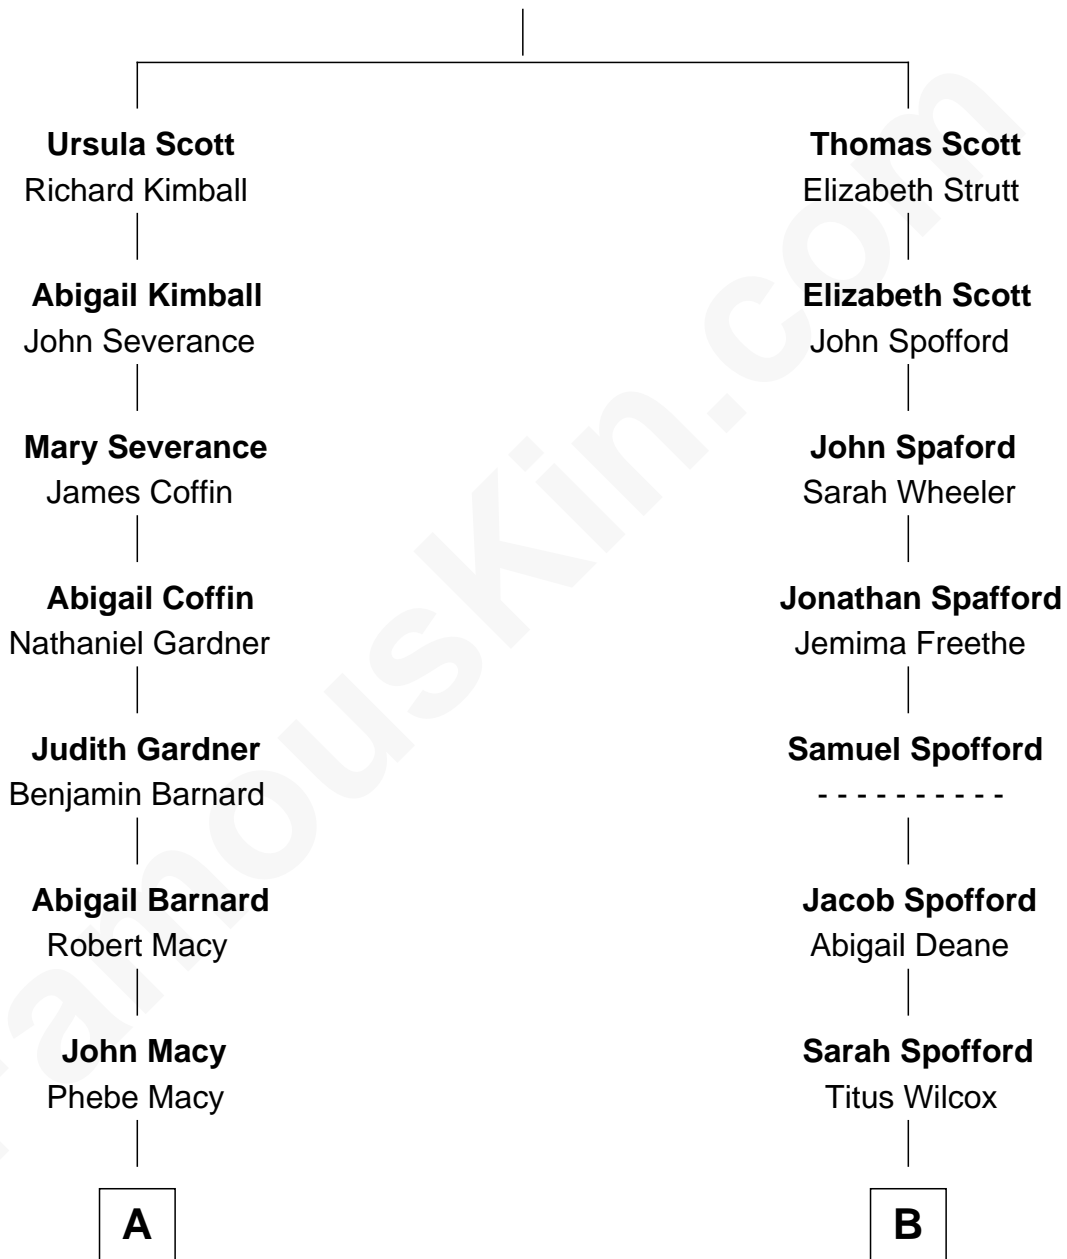 Ursula Scott
Richard Kimball
Thomas Scott
Elizabeth Strutt
Abigail Kimball
John Severance
Elizabeth Scott
John Spofford
Mary Severance
James Coffin
John Spaford
Sarah Wheeler
Abigail Coffin
Nathaniel Gardner
Jonathan Spafford
Jemima Freethe
Judith Gardner
Benjamin Barnard
Samuel Spofford
- - - - - - - - - -
Abigail Barnard
Robert Macy
Jacob Spofford
Abigail Deane
John Macy
Phebe Macy
Sarah Spofford
Titus Wilcox
A
B
FamousKin.com